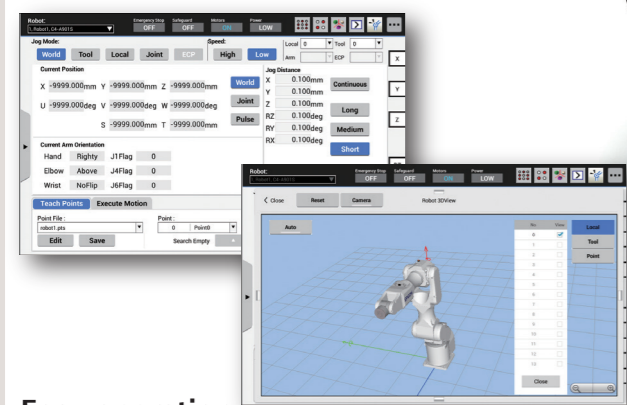 Robot: Emergency Stop Safeguard Motors Power
1, Robot1, C4-A901S OFF OFF ON LOW
Jog Mode: Speed: Local 0 Tool 0
World Tool Local Joint ECP High Low Arm ECP
Current Position Jog Distance
X -9999.000mm Y -9999.000mm Z -9999.000mm World X 0.100mm Continuous X
Y 0.100mm Y
U -9999.000deg V -9999.000deg W -9999.000deg Joint Z 0.100mm Long
RZ 0.100deg Z
S -9999.000mm T -9999.000mm Pulse RY 0.100deg Medium
RX 0.100deg Short
Current Arm Orientation
Hand Righty J1Flag 0
Elbow Above J4Flag 0
Wrist NoFlip J6Flag 0
Teach Points Execute Motion
Point File : Point :
robot1.pts 0 Point0
Edit Save Search Empty
Robot: Emergency Stop Safeguard Motors Power
1, Robot1, C4-A901S OFF OFF ON LOW
Close Reset Camera Robot 3DView
Auto No View Local
0
1 Tool
2
3 Point
4
5
6
7
8
9
10
11
12
13
Close